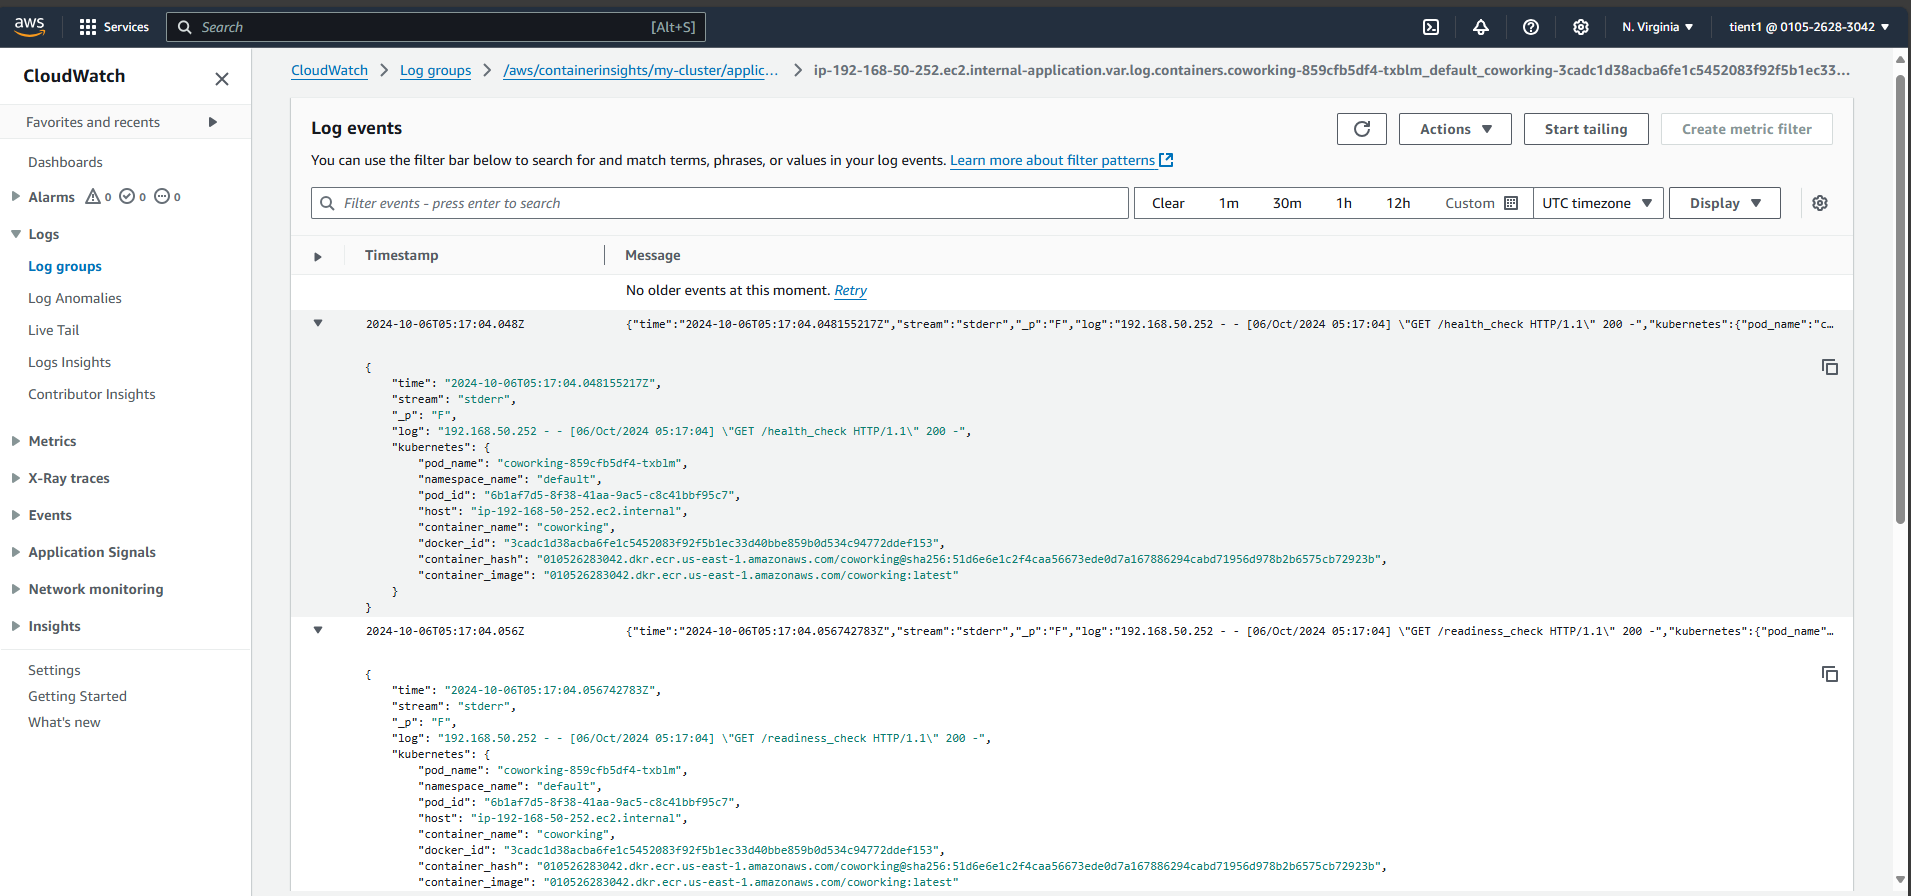 aws Services Search [Alt+S] N. Virginia tient1 @ 0105-2628-3042
CloudWatch
Favorites and recents
Dashboards
Alarms 0 0 0
Logs
Log groups
Log Anomalies
Live Tail
Logs Insights
Contributor Insights
Metrics
X-Ray traces
Events
Application Signals
Network monitoring
Insights
Settings
Getting Started
What's new
CloudWatch Log groups /aws/containerinsights/my-cluster/applic... ip-192-168-50-252.ec2.internal-application.var.log.containers.coworking-859cfb5df4-txblm_default_coworking-3cadc1d38acba6fe1c5452083f92f5b1ec33...
Log events
Actions Start tailing Create metric filter
You can use the filter bar below to search for and match terms, phrases, or values in your log events. Learn more about filter patterns
Filter events - press enter to search Clear 1m 30m 1h 12h Custom UTC timezone Display
Timestamp Message
No older events at this moment. Retry
2024-10-06T05:17:04.048Z {"time":"2024-10-06T05:17:04.048155217Z","stream":"stderr","_p":"F","log":"192.168.50.252 - - [06/Oct/2024 05:17:04] \"GET /health_check HTTP/1.1\" 200 -","kubernetes":{"pod_name":"c...
{
"time": "2024-10-06T05:17:04.048155217Z",
"stream": "stderr",
"_p": "F",
"log": "192.168.50.252 - - [06/Oct/2024 05:17:04] \"GET /health_check HTTP/1.1\" 200 -",
"kubernetes": {
"pod_name": "coworking-859cfb5df4-txblm",
"namespace_name": "default",
"pod_id": "6b1af7d5-8f38-41aa-9ac5-c8c41bbf95c7",
"host": "ip-192-168-50-252.ec2.internal",
"container_name": "coworking",
"docker_id": "3cadc1d38acba6fe1c5452083f92f5b1ec33d40bbe859b0d534c94772ddef153",
"container_hash": "010526283042.dkr.ecr.us-east-1.amazonaws.com/coworking@sha256:51d6e6e1c2f4caa56673ede0d7a167886294cabd71956d978b2b6575cb72923b",
"container_image": "010526283042.dkr.ecr.us-east-1.amazonaws.com/coworking:latest"
}
}
2024-10-06T05:17:04.056Z {"time":"2024-10-06T05:17:04.056742783Z","stream":"stderr","_p":"F","log":"192.168.50.252 - - [06/Oct/2024 05:17:04] \"GET /readiness_check HTTP/1.1\" 200 -","kubernetes":{"pod_name"...
{
"time": "2024-10-06T05:17:04.056742783Z",
"stream": "stderr",
"_p": "F",
"log": "192.168.50.252 - - [06/Oct/2024 05:17:04] \"GET /readiness_check HTTP/1.1\" 200 -",
"kubernetes": {
"pod_name": "coworking-859cfb5df4-txblm",
"namespace_name": "default",
"pod_id": "6b1af7d5-8f38-41aa-9ac5-c8c41bbf95c7",
"host": "ip-192-168-50-252.ec2.internal",
"container_name": "coworking",
"docker_id": "3cadc1d38acba6fe1c5452083f92f5b1ec33d40bbe859b0d534c94772ddef153",
"container_hash": "010526283042.dkr.ecr.us-east-1.amazonaws.com/coworking@sha256:51d6e6e1c2f4caa56673ede0d7a167886294cabd71956d978b2b6575cb72923b",
"container_image": "010526283042.dkr.ecr.us-east-1.amazonaws.com/coworking:latest"